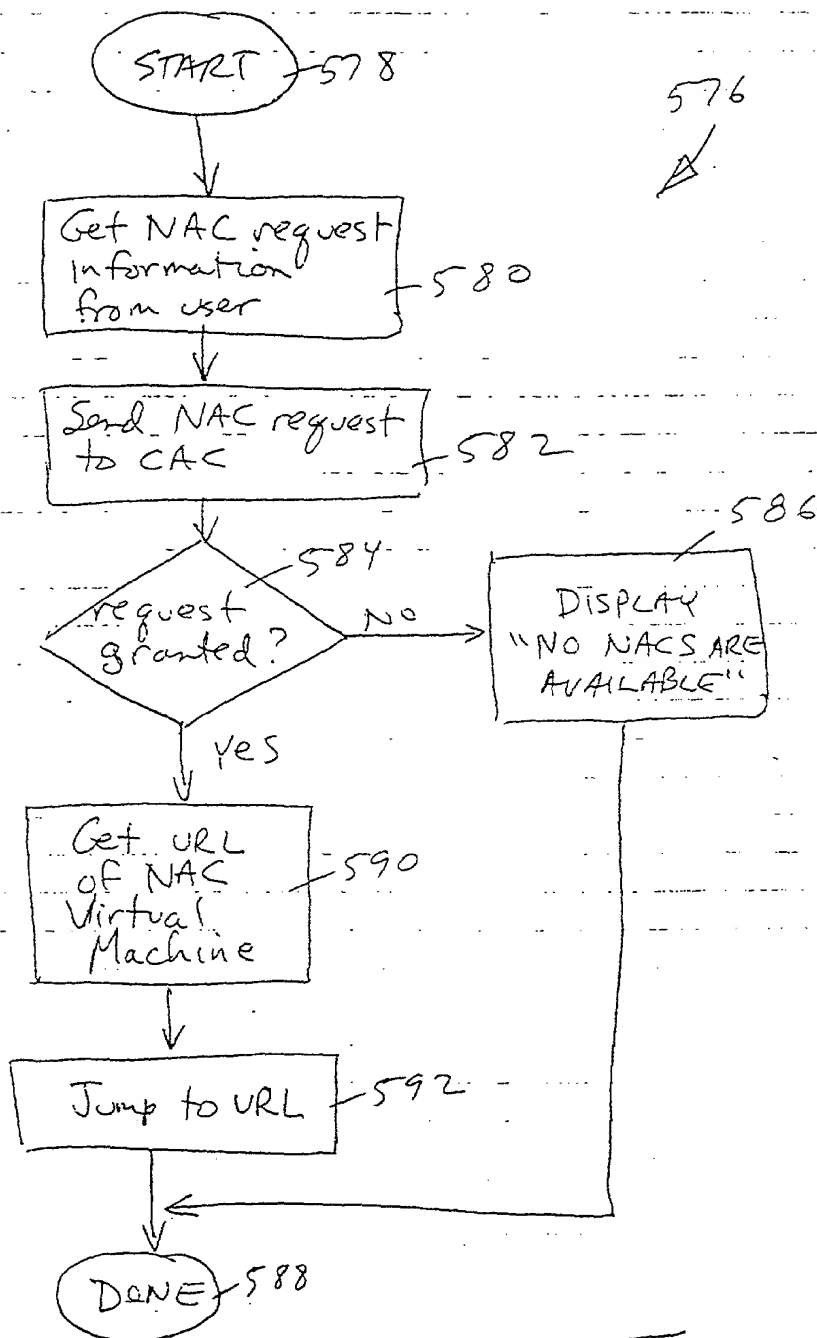 START 578
576
Get NAC request
information
from user
580
Send NAC request
to CAC
582
584
586
request
granted?
NO
DISPLAY
"NO NACS ARE
AVAILABLE"
Yes
Get URL
of NAC
Virtual
Machine
590
Jump to URL 592
DONE 588